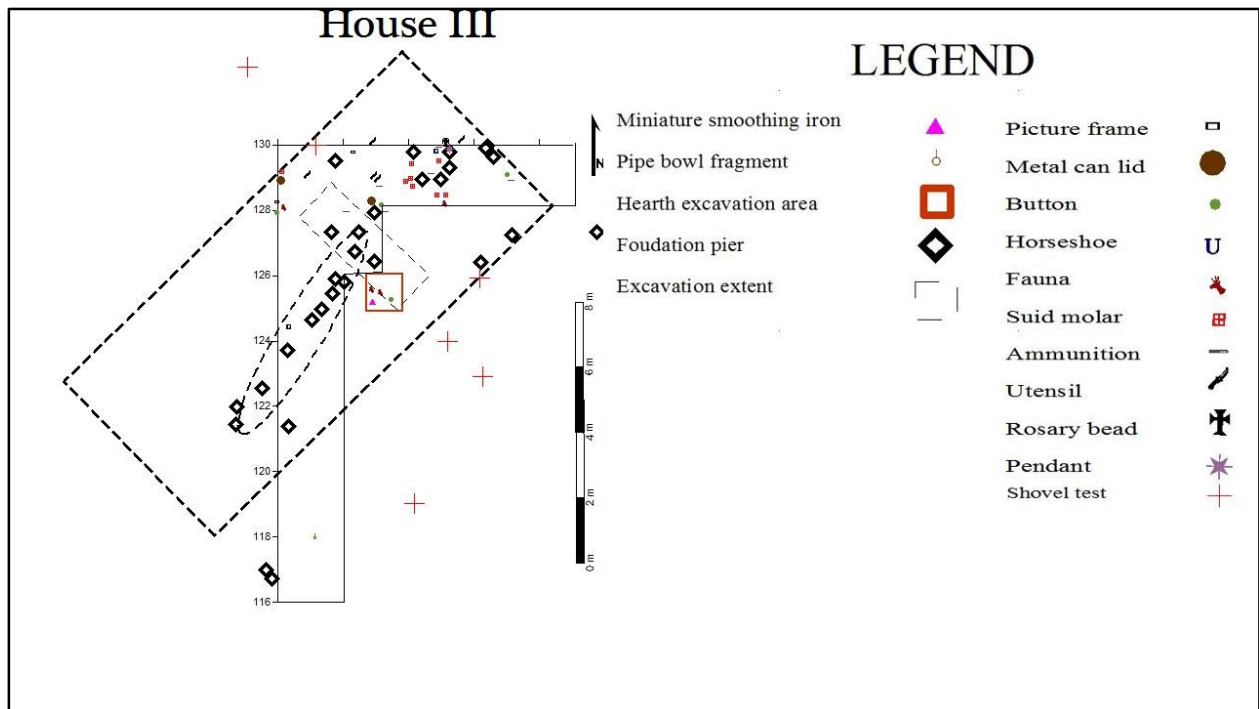 House III
LEGEND
Miniature smoothing iron
Pipe bowl fragment
Hearth excavation area
Foudation pier
Excavation extent
Picture frame
Metal can lid
Button
Horseshoe
Fauna
Suid molar
Ammunition
Utensil
Rosary bead
Pendant
Shovel test
N
130
128
126
124
122
120
118
116
8 m
6 m
4 m
2 m
0 m